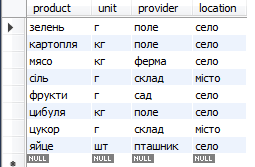 product unit provider location
зелень г поле село
картопля кг поле село
мясо кг ферма село
сіль г склад місто
фрукти г сад село
цибуля кг поле село
цукор г склад місто
яйце шт пташник село
NULL NULL NULL NULL